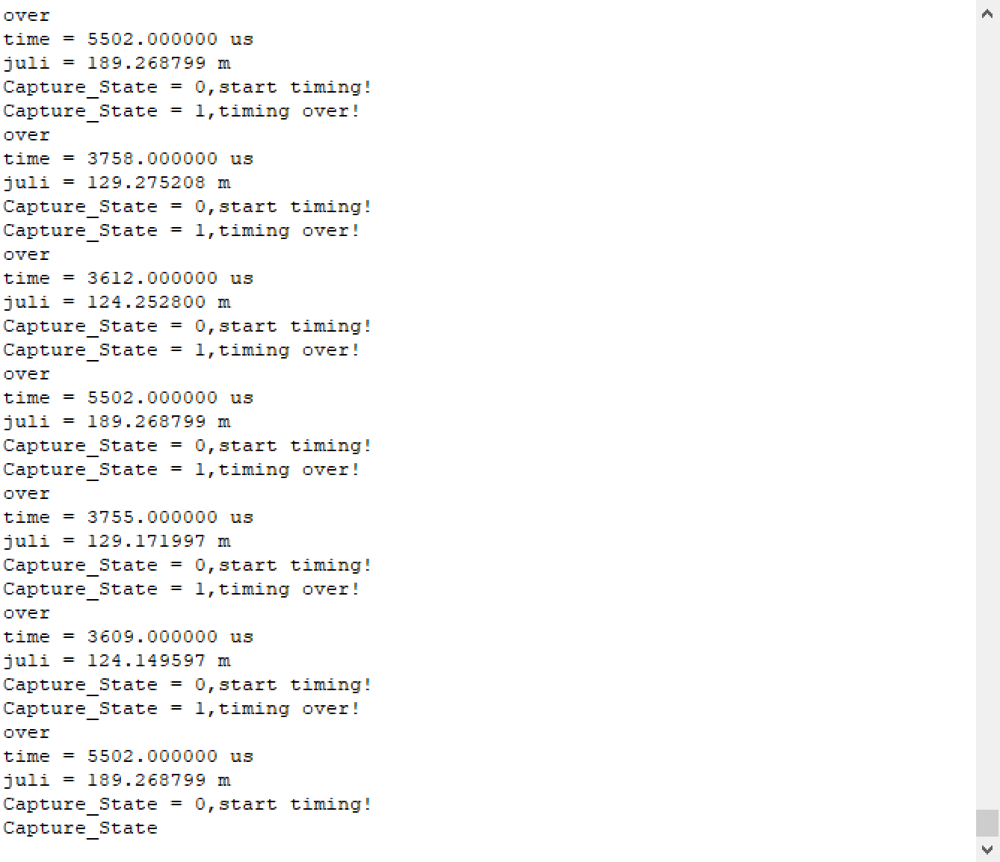 over
time = 5502.000000 us
juli = 189.268799 m
Capture_State = 0,start timing!
Capture_State = 1,timing over!
over
time = 3758.000000 us
juli = 129.275208 m
Capture_State = 0,start timing!
Capture_State = 1,timing over!
over
time = 3612.000000 us
juli = 124.252800 m
Capture_State = 0,start timing!
Capture_State = 1,timing over!
over
time = 5502.000000 us
juli = 189.268799 m
Capture_State = 0,start timing!
Capture_State = 1,timing over!
over
time = 3755.000000 us
juli = 129.171997 m
Capture_State = 0,start timing!
Capture_State = 1,timing over!
over
time = 3609.000000 us
juli = 124.149597 m
Capture_State = 0,start timing!
Capture_State = 1,timing over!
over
time = 5502.000000 us
juli = 189.268799 m
Capture_State = 0,start timing!
Capture_State